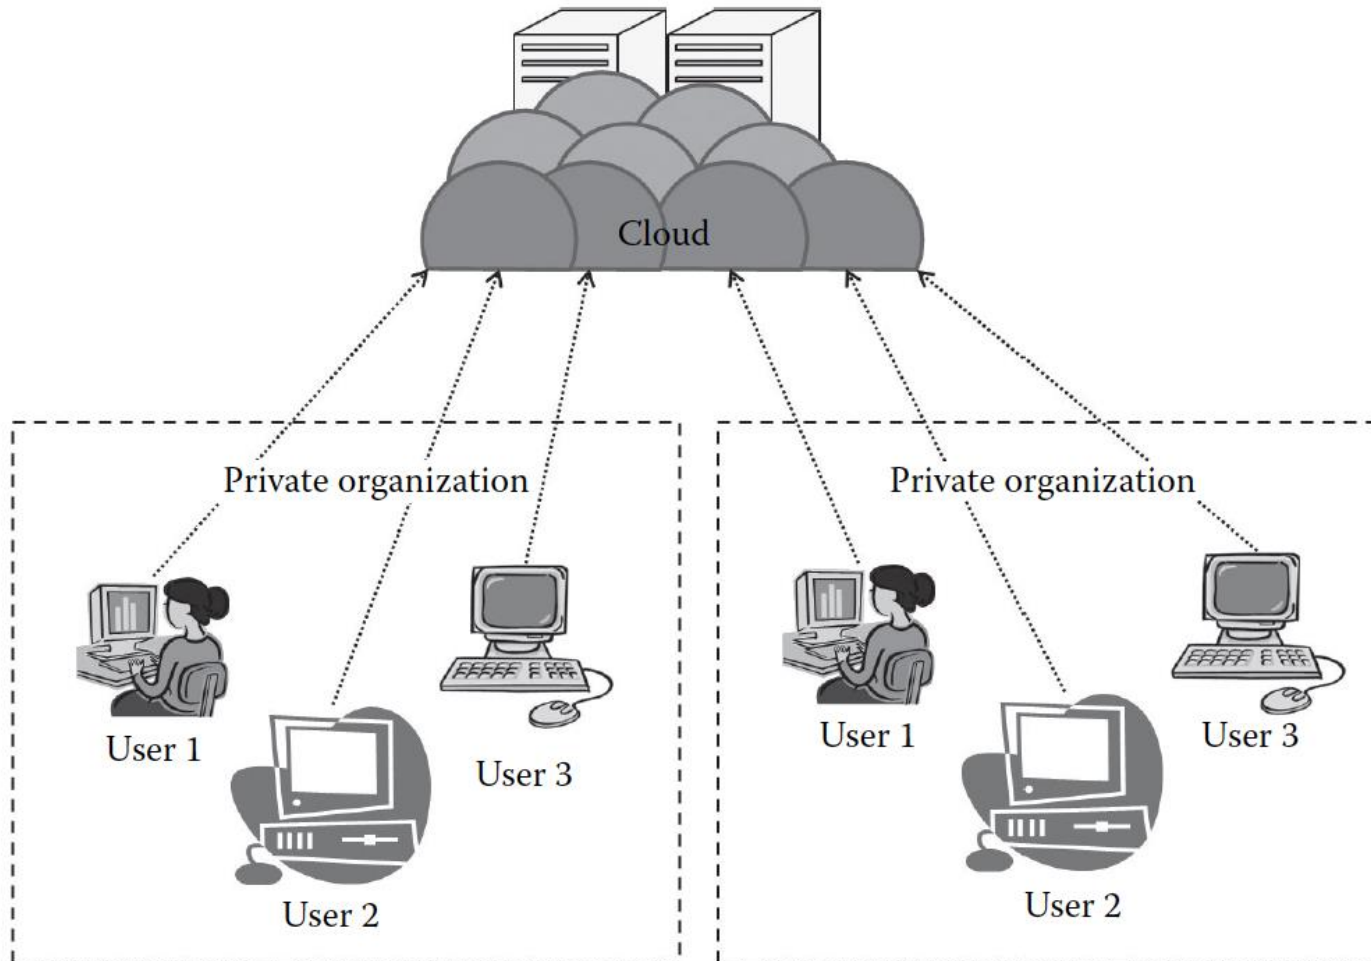 Cloud
Private organization
User 1
User 2
User 3
Private organization
User 1
User 2
User 3